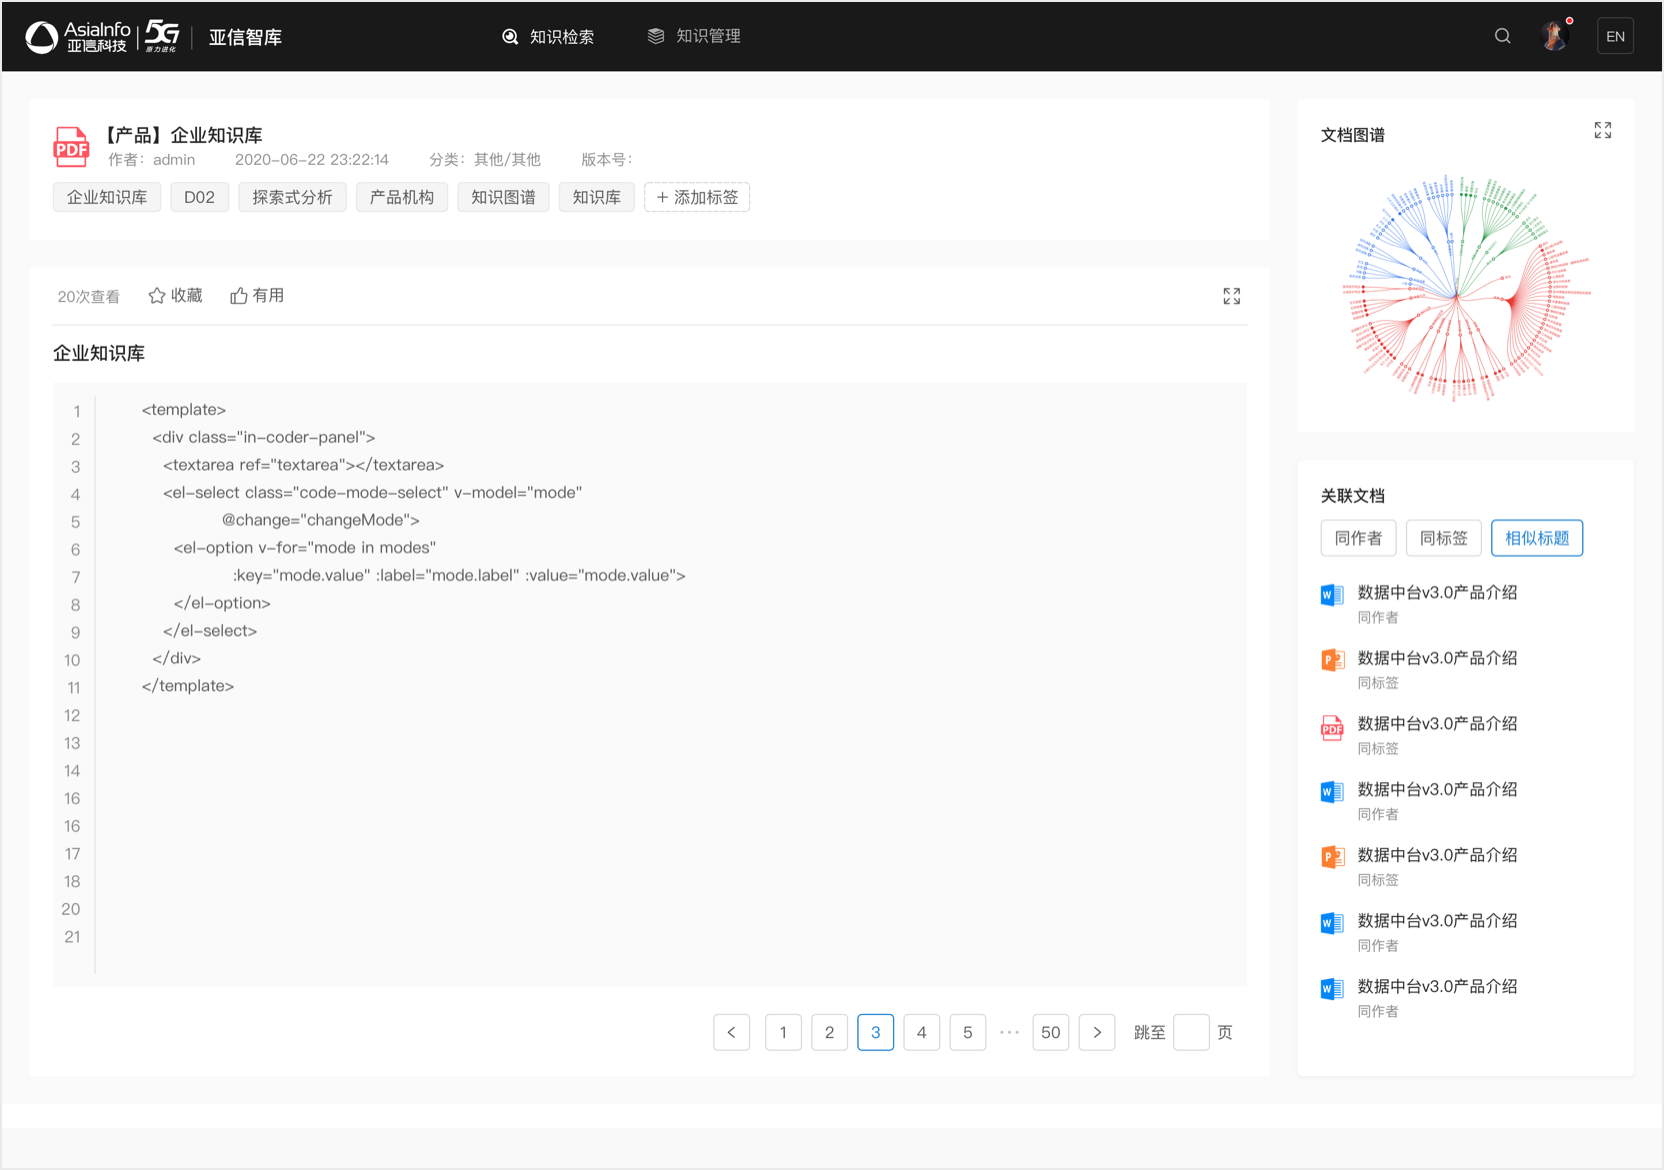 AsiaInfo
亚信科技
5G
原力进化
亚信智库
知识检索
知识管理
EN
PDF
【产品】企业知识库
作者：admin 2020-06-22 23:22:14 分类：其他/其他 版本号：
企业知识库 D02 探索式分析 产品机构 知识图谱 知识库 + 添加标签
20次查看 收藏 有用
企业知识库
1 <template>
2 <div class="in-coder-panel">
3 <textarea ref="textarea"></textarea>
4 <el-select class="code-mode-select" v-model="mode"
5 @change="changeMode">
6 <el-option v-for="mode in modes"
7 :key="mode.value" :label="mode.label" :value="mode.value">
8 </el-option>
9 </el-select>
10 </div>
11 </template>
12
13
14
16
16
17
18
20
21
< 1 2 3 4 5 ··· 50 > 跳至 页
文档图谱
关联文档
同作者 同标签 相似标题
W 数据中台v3.0产品介绍
同作者
P 数据中台v3.0产品介绍
同标签
PDF 数据中台v3.0产品介绍
同标签
W 数据中台v3.0产品介绍
同作者
P 数据中台v3.0产品介绍
同标签
W 数据中台v3.0产品介绍
同作者
W 数据中台v3.0产品介绍
同作者